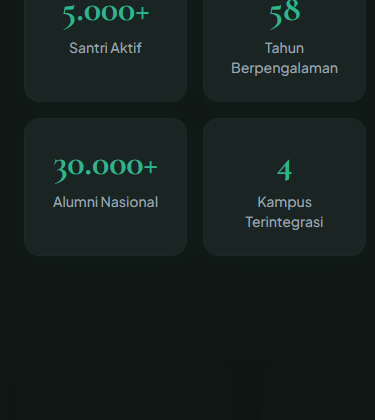 5.000+
58
Santri Aktif
Tahun
Berpengalaman
30.000+
4
Alumni Nasional
Kampus
Terintegrasi